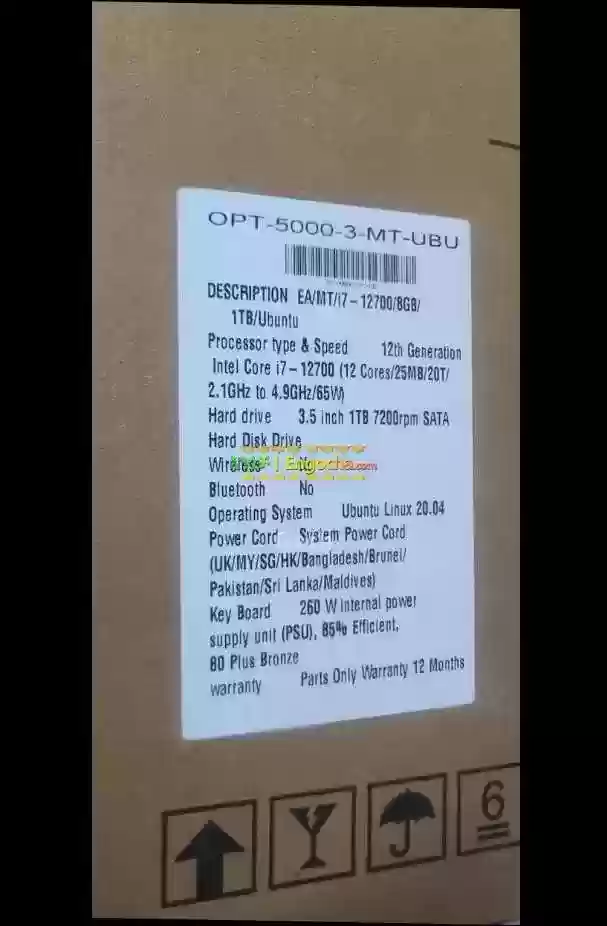 OPT-5000-3-MT-UBU
DESCRIPTION EA/MT/i7-12700/8GB/
1TB/Ubuntu
Processor type & Speed 12th Generation
Intel Core i7-12700 (12 Cores/25MB/20T/
2.1GHz to 4.9GHz/65W)
Hard drive 3.5 inch 1TB 7200rpm SATA
Hard Disk Drive
Wireless No
Engocha.com
Bluetooth No
Operating System Ubuntu Linux 20.04
Power Cord System Power Cord
(UK/MY/SG/HK/Bangladesh/Brunei/
Pakistan/Sri Lanka/Maldives)
Key Board 260 W internal power
supply unit (PSU), 85% Efficient,
80 Plus Bronze
warranty Parts Only Warranty 12 Months
6